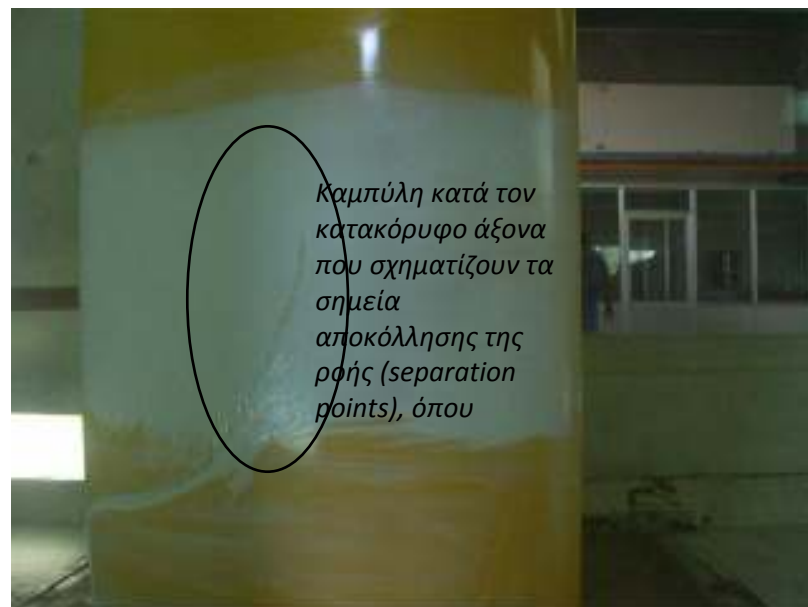 Καμπύλη κατά τον
κατακόρυφο άξονα
που σχηματίζουν τα
σημεία
αποκόλλησης της
ροής (separation
points), όπου